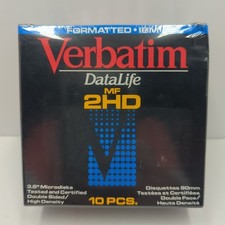 FORMATTED • IBM
Verbatim
DataLife
MF
2HD
3.5" Microdisks
Tested and Certified
Double Sided/
High Density
Disquettes 90mm
Testées et Certifiées
Double Face/
Haute Densité
10 PCS.